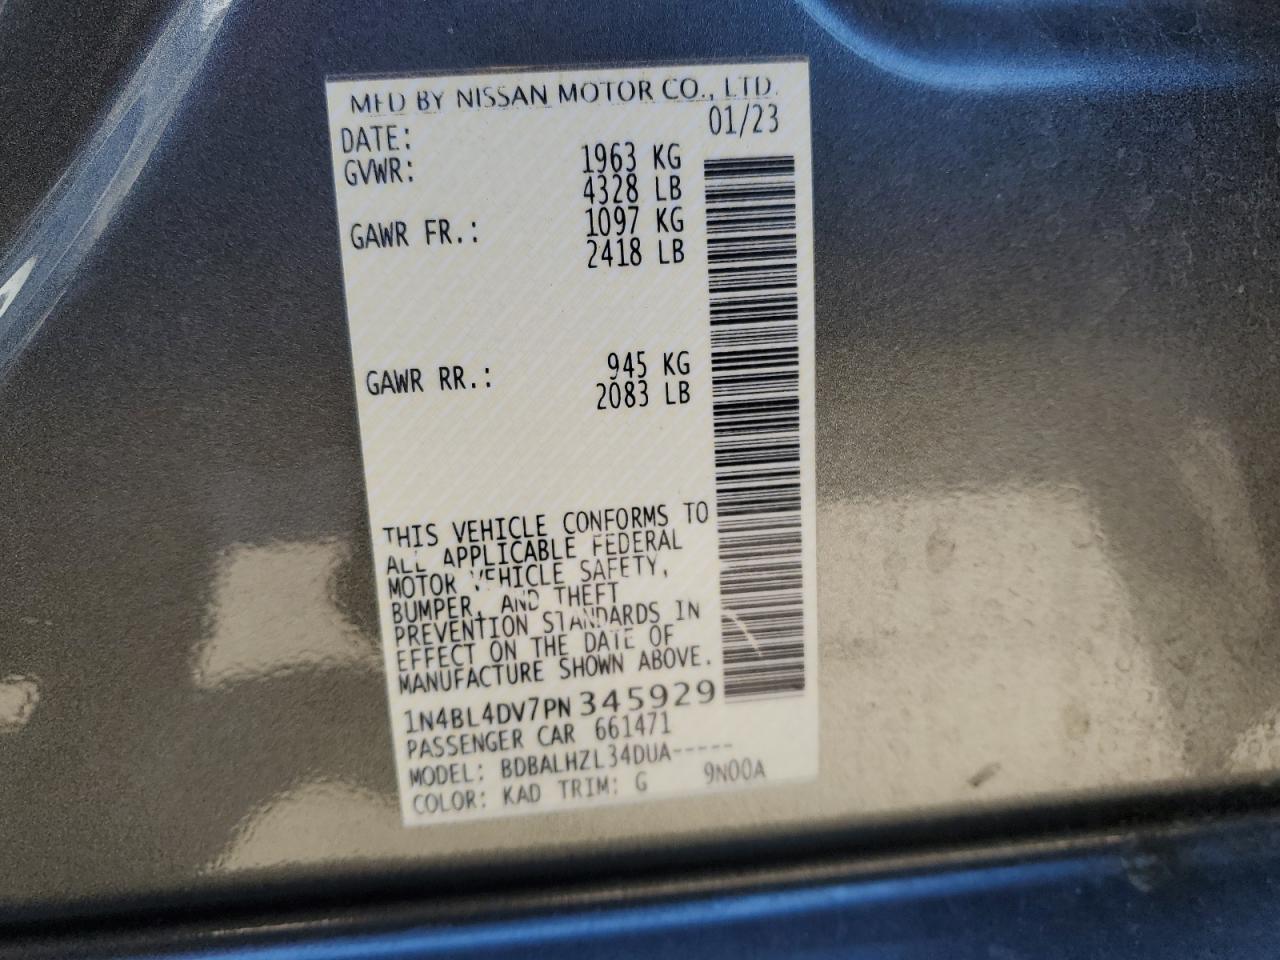 MFD BY NISSAN MOTOR CO., LTD.
DATE: 01/23
GVWR: 1963 KG
4328 LB
GAWR FR.: 1097 KG
2418 LB
GAWR RR.: 945 KG
2083 LB
THIS VEHICLE CONFORMS TO
ALL APPLICABLE FEDERAL
MOTOR VEHICLE SAFETY,
BUMPER, AND THEFT
PREVENTION STANDARDS IN
EFFECT ON THE DATE OF
MANUFACTURE SHOWN ABOVE.
1N4BL4DV7PN345929
PASSENGER CAR 661471
MODEL: BDBALHZL34DUA-----
COLOR: KAD TRIM: G 9N00A